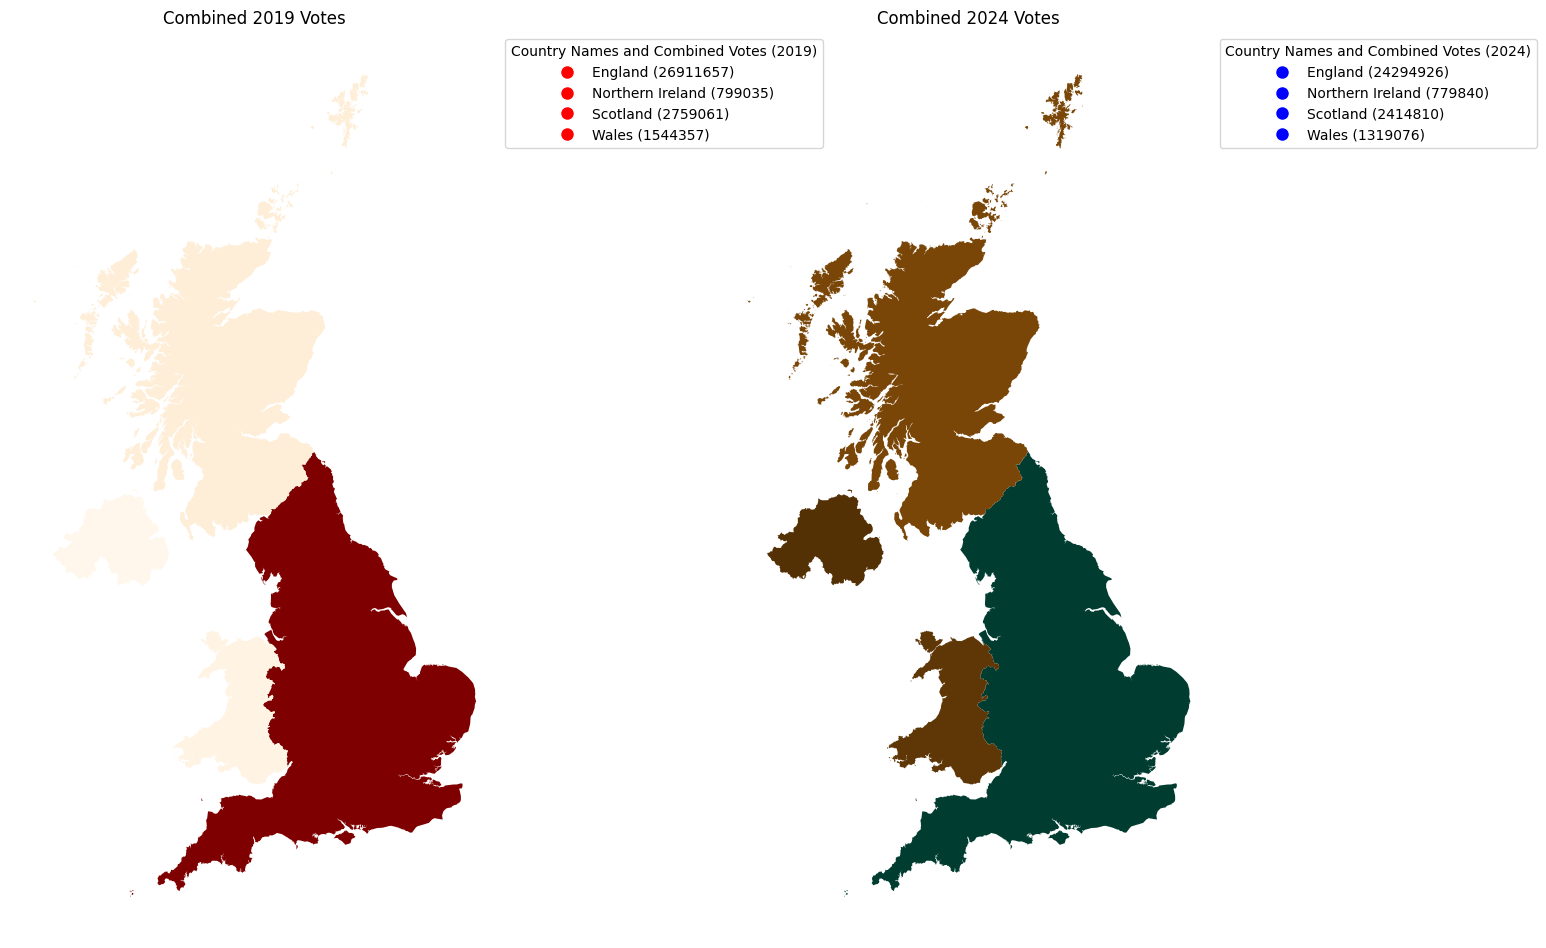 Combined 2019 Votes
Country Names and Combined Votes (2019)
England (26911657)
Northern Ireland (799035)
Scotland (2759061)
Wales (1544357)
Combined 2024 Votes
Country Names and Combined Votes (2024)
England (24294926)
Northern Ireland (779840)
Scotland (2414810)
Wales (1319076)